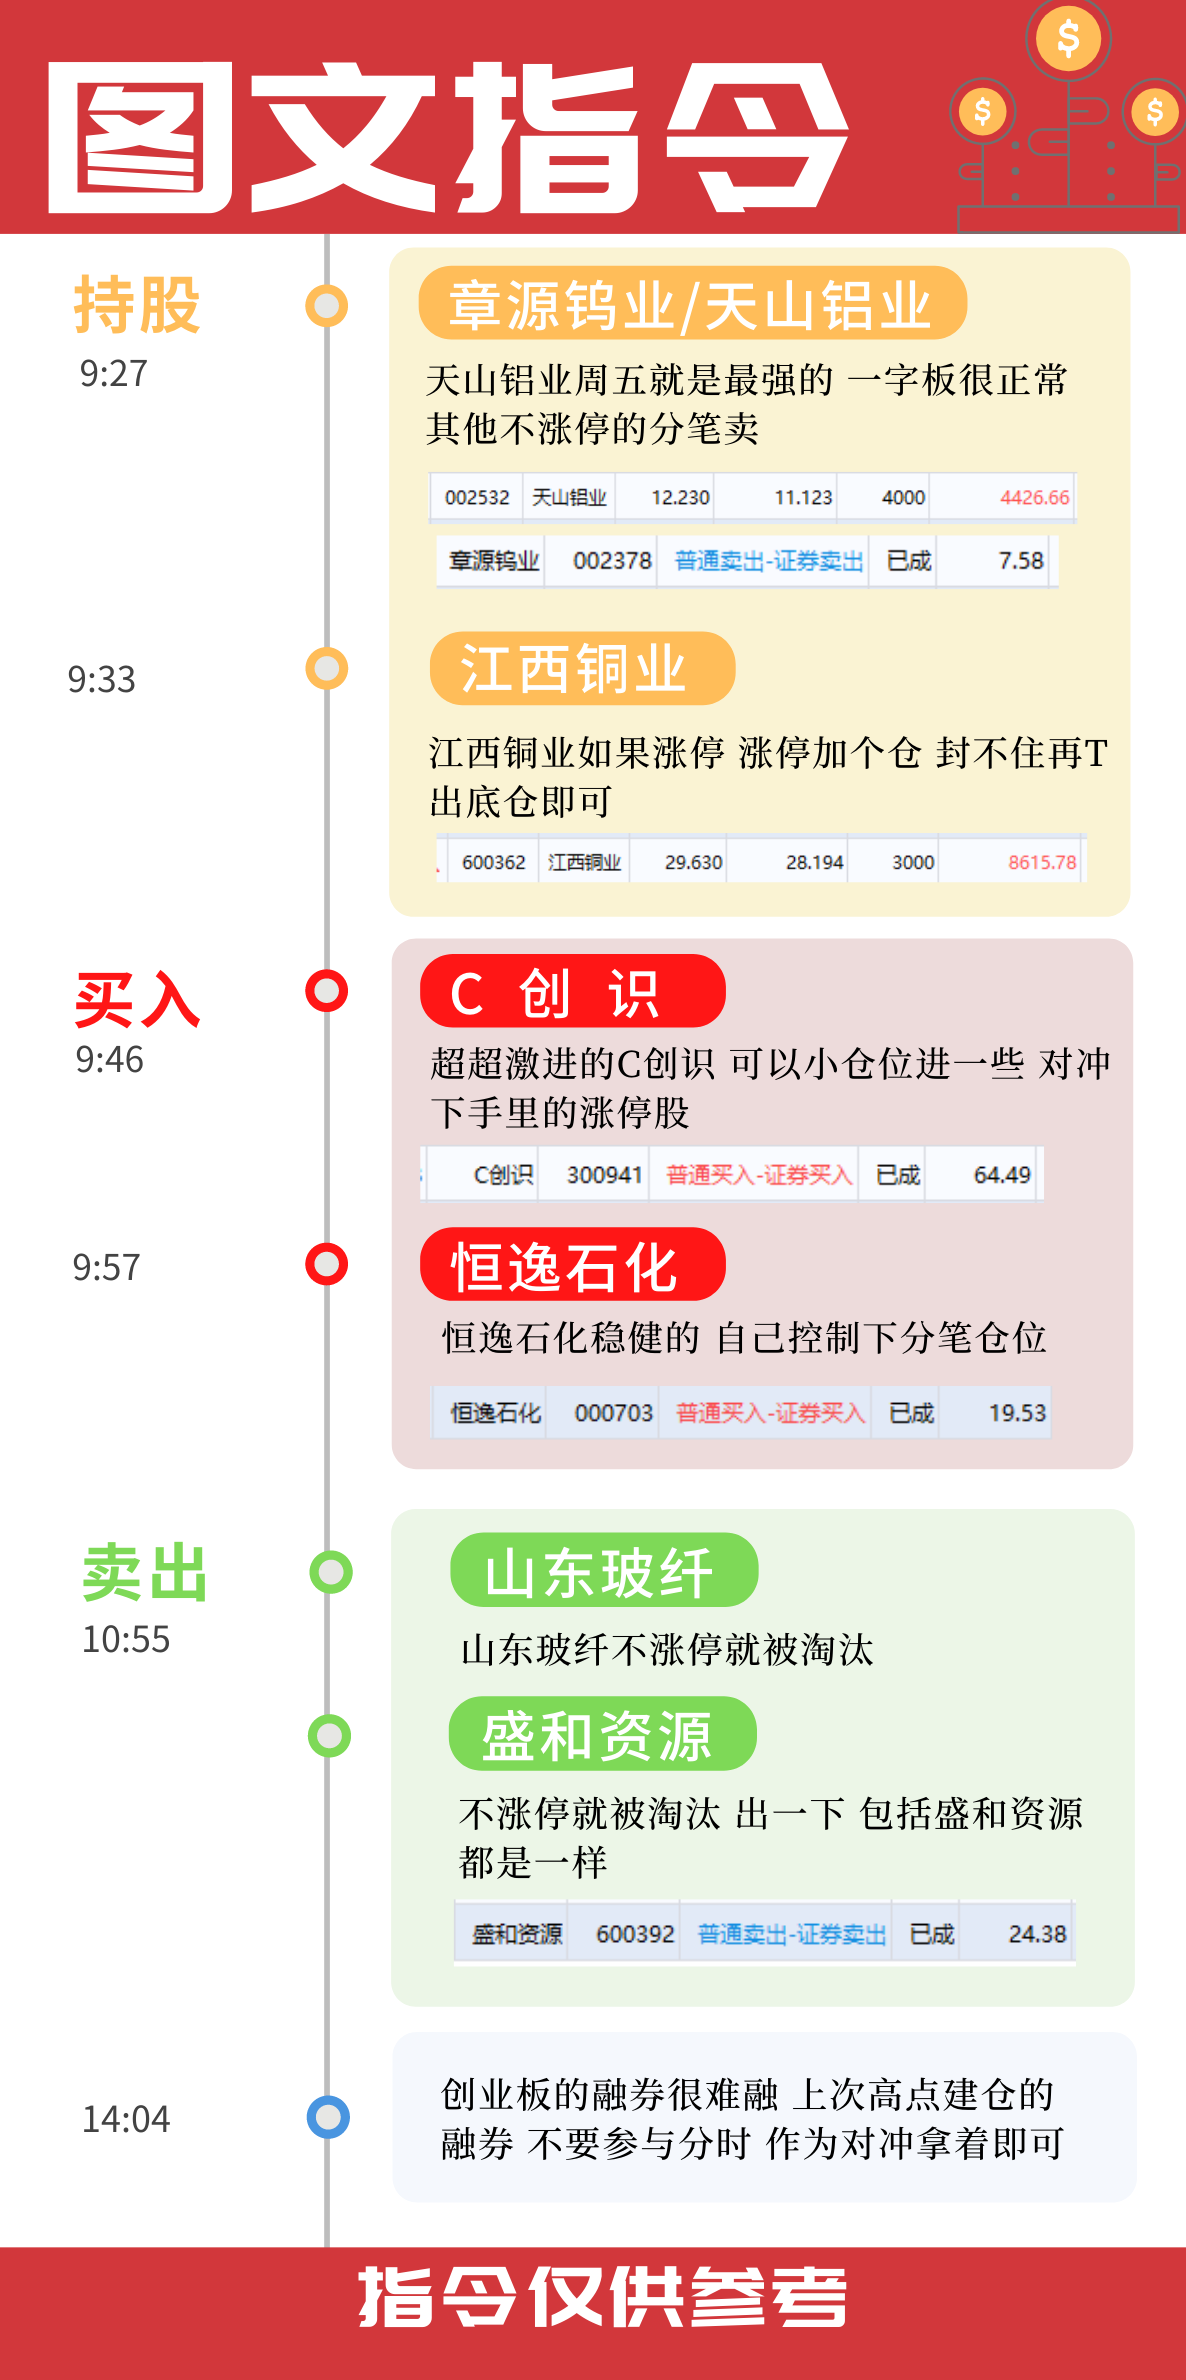 图文指令
持股
9:27
章源钨业/天山铝业
天山铝业周五就是最强的 一字板很正常
其他不涨停的分笔卖
002532 天山铝业 12.230 11.123 4000 4426.66
章源钨业 002378 普通卖出-证券卖出 已成 7.58
9:33
江西铜业
江西铜业如果涨停 涨停加个仓 封不住再T
出底仓即可
600362 江西铜业 29.630 28.194 3000 8615.78
买入
9:46
C 创 识
超超激进的C创识 可以小仓位进一些 对冲
下手里的涨停股
C创识 300941 普通买入-证券买入 已成 64.49
9:57
恒逸石化
恒逸石化稳健的 自己控制下分笔仓位
恒逸石化 000703 普通买入-证券买入 已成 19.53
卖出
10:55
山东玻纤
山东玻纤不涨停就被淘汰
盛和资源
不涨停就被淘汰 出一下 包括盛和资源
都是一样
盛和资源 600392 普通卖出-证券卖出 已成 24.38
14:04
创业板的融券很难融 上次高点建仓的
融券 不要参与分时 作为对冲拿着即可
指令仅供参考